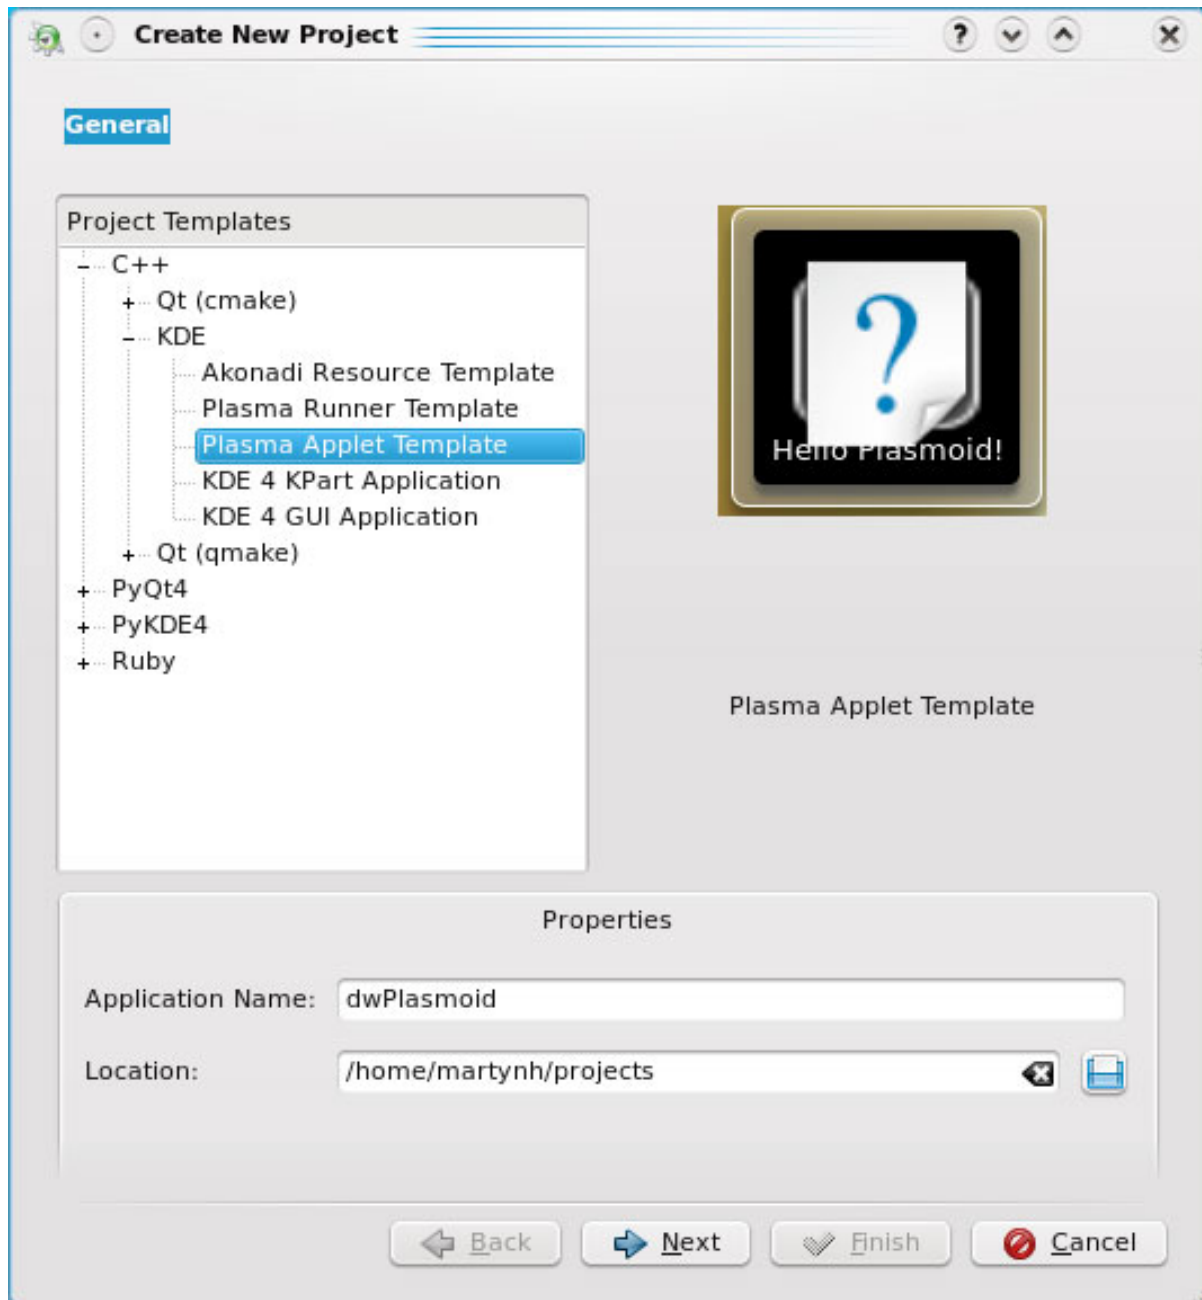 Create New Project
General
Project Templates
C++
Qt (cmake)
KDE
Akonadi Resource Template
Plasma Runner Template
Plasma Applet Template
KDE 4 KPart Application
KDE 4 GUI Application
Qt (qmake)
PyQt4
PyKDE4
Ruby
Hello Plasmoid!
Plasma Applet Template
Properties
Application Name: dwPlasmoid
Location: /home/martynh/projects
Back Next Finish Cancel